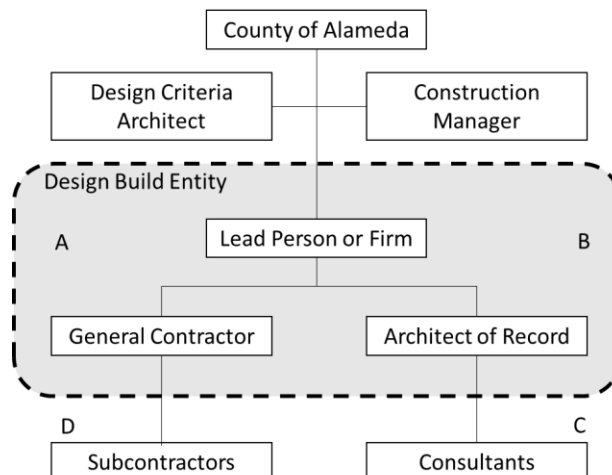 County of Alameda
Design Criteria
Architect
Construction
Manager
Design Build Entity
A
Lead Person or Firm
B
General Contractor
Architect of Record
D
C
Subcontractors
Consultants